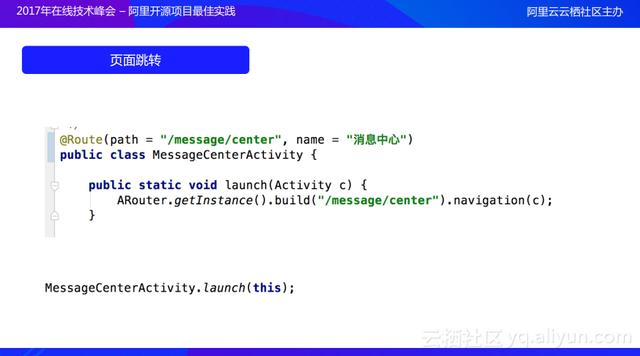 2017年在线技术峰会 – 阿里开源项目最佳实践
阿里云云栖社区主办
页面跳转
@Route(path = "/message/center", name = "消息中心")
public class MessageCenterActivity {
public static void launch(Activity c) {
ARouter.getInstance().build("/message/center").navigation(c);
}
MessageCenterActivity.launch(this);
云栖社区 yq.aliyun.com